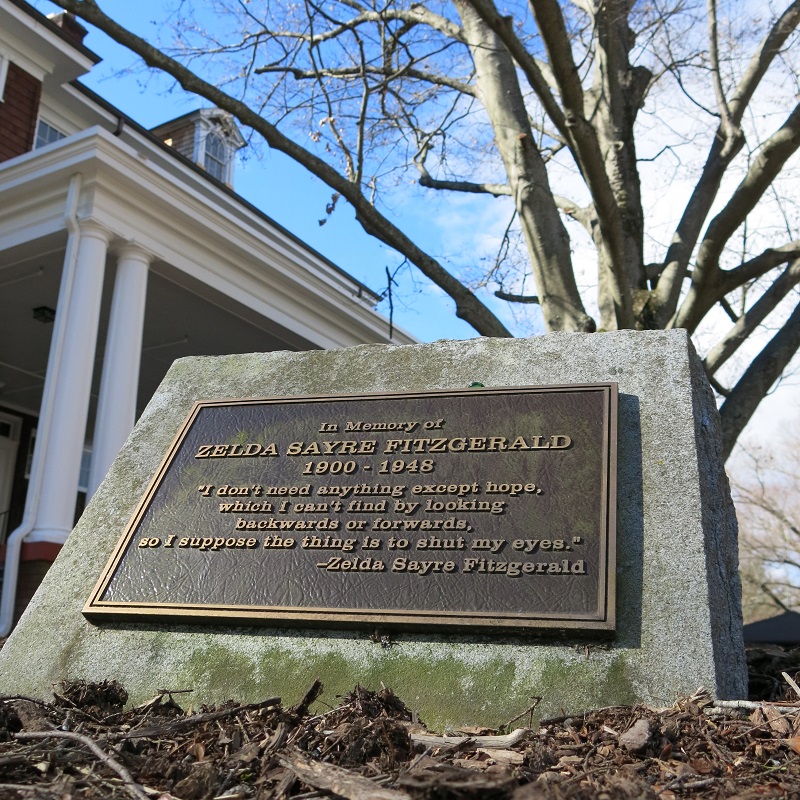 In Memory of
ZELDA SAYRE FITZGERALD
1900 - 1948
"I don't need anything except hope,
which I can't find by looking
backwards or forwards,
so I suppose the thing is to shut my eyes."
–Zelda Sayre Fitzgerald